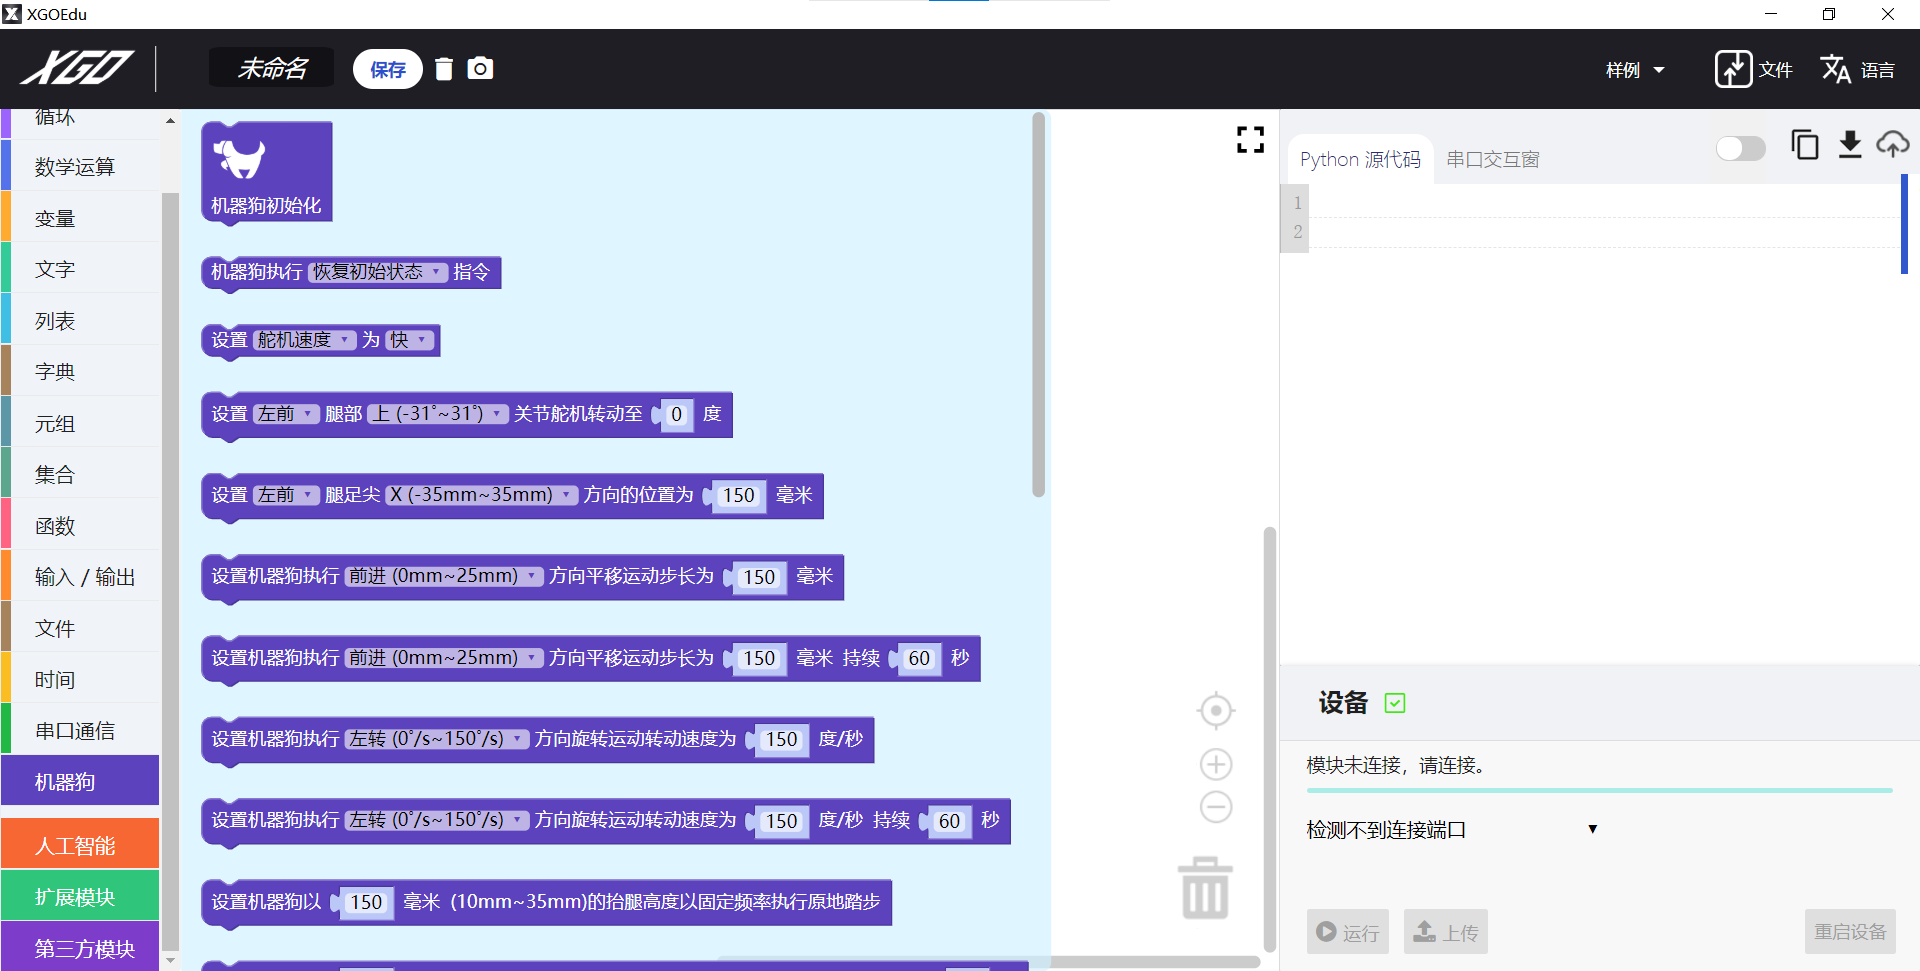 XGOEdu
XGO
未命名
保存
样例
文件
语言
循环
数学运算
变量
文字
列表
字典
元组
集合
函数
输入 / 输出
文件
时间
串口通信
机器狗
人工智能
扩展模块
第三方模块
机器狗初始化
机器狗执行 恢复初始状态 指令
设置 舵机速度 为 快
设置 左前 腿部 上 (-31°~31°) 关节舵机转动至 0 度
设置 左前 腿足尖 X (-35mm~35mm) 方向的位置为 150 毫米
设置机器狗执行 前进 (0mm~25mm) 方向平移运动步长为 150 毫米
设置机器狗执行 前进 (0mm~25mm) 方向平移运动步长为 150 毫米 持续 60 秒
设置机器狗执行 左转 (0°/s~150°/s) 方向旋转运动转动速度为 150 度/秒
设置机器狗执行 左转 (0°/s~150°/s) 方向旋转运动转动速度为 150 度/秒 持续 60 秒
设置机器狗以 150 毫米 (10mm~35mm)的抬腿高度以固定频率执行原地踏步
Python 源代码
串口交互窗
1
2
设备
模块未连接，请连接。
检测不到连接端口
运行
上传
重启设备